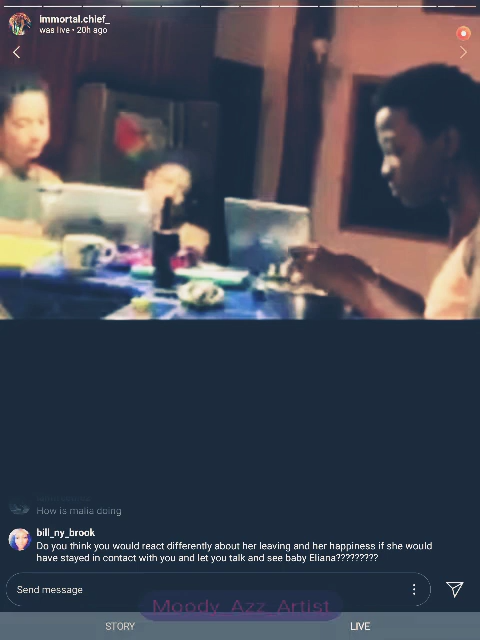 immortal.chief_
was live • 20h ago
How is malia doing
bill_ny_brook
Do you think you would react differently about her leaving and her happiness if she would
have stayed in contact with you and let you talk and see baby Eliana?????????
Send message
Moody_Azz_Artist
STORY
LIVE